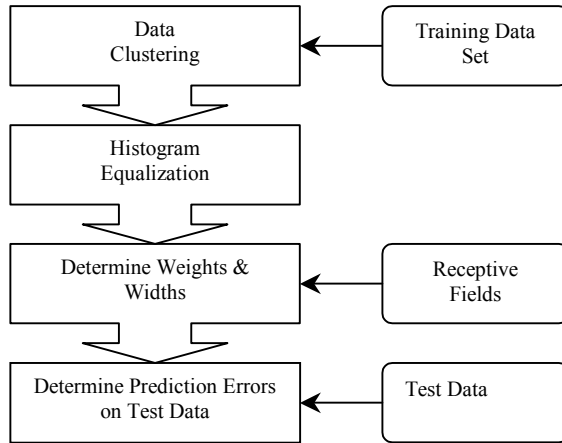 Data
Clustering
Training Data
Set
Histogram
Equalization
Determine Weights &
Widths
Receptive
Fields
Determine Prediction Errors
on Test Data
Test Data